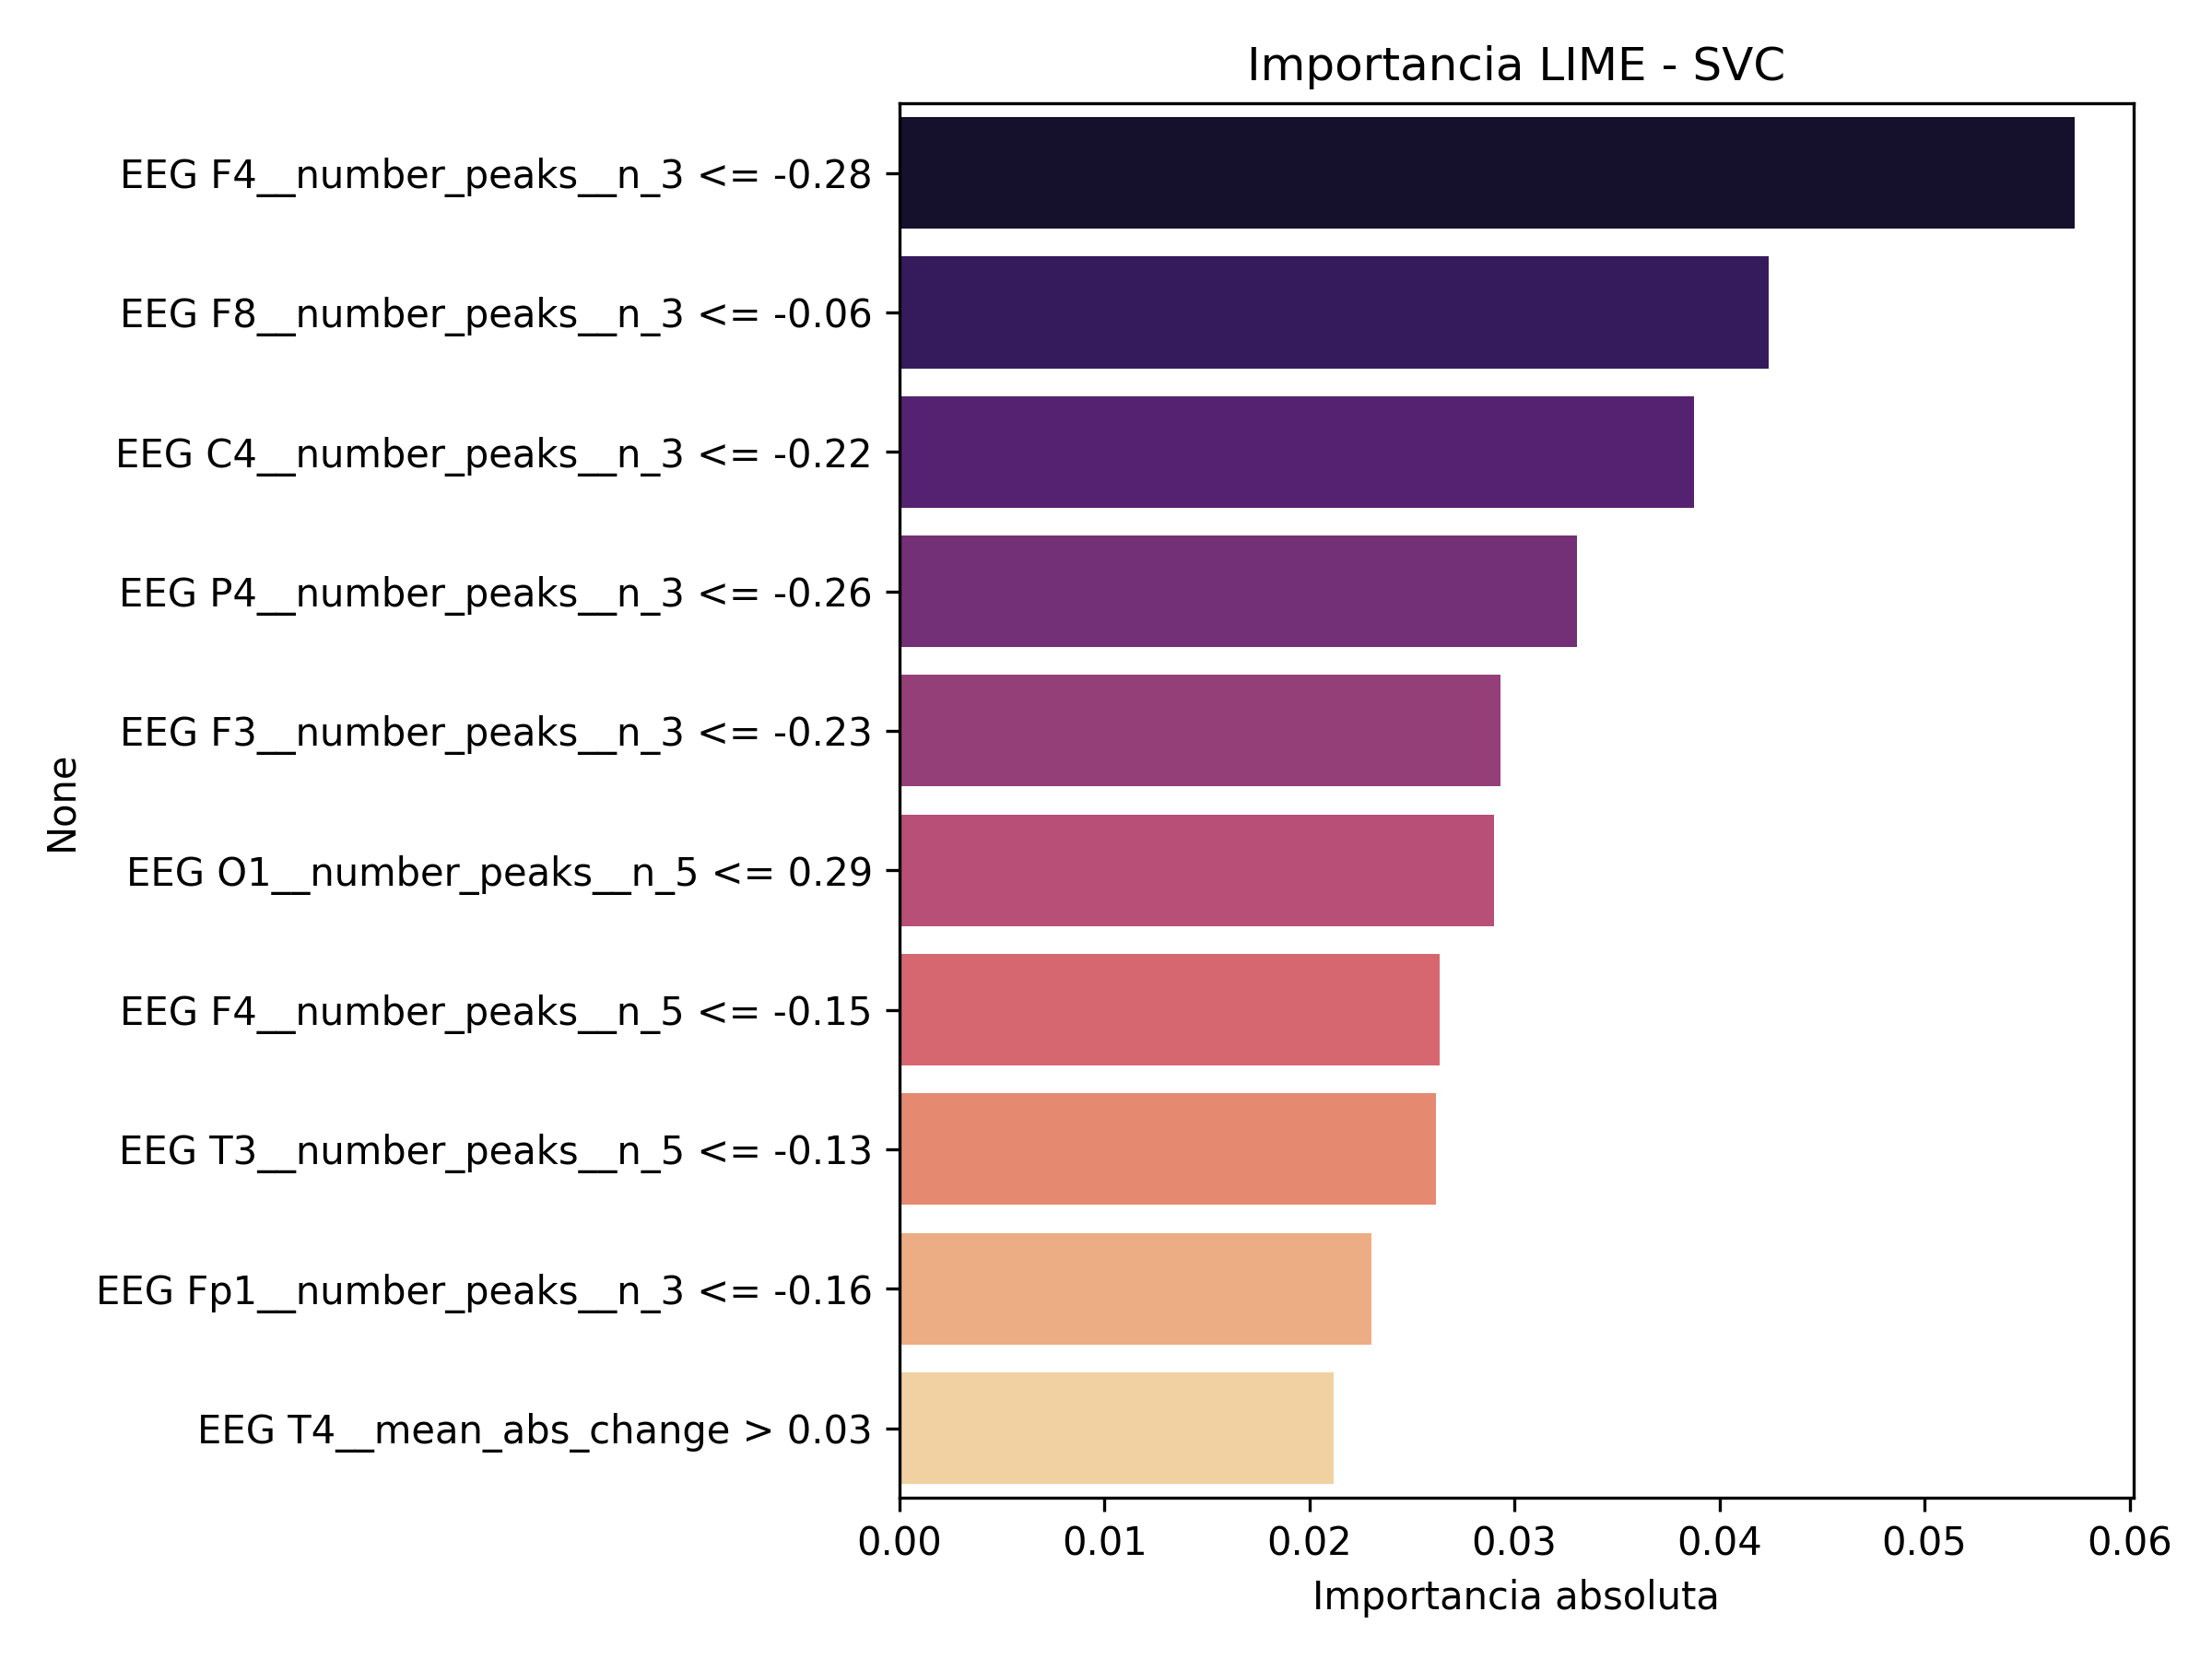 Importancia LIME - SVC
EEG F4__number_peaks__n_3 <= -0.28
EEG F8__number_peaks__n_3 <= -0.06
EEG C4__number_peaks__n_3 <= -0.22
EEG P4__number_peaks__n_3 <= -0.26
EEG F3__number_peaks__n_3 <= -0.23
None
EEG O1__number_peaks__n_5 <= 0.29
EEG F4__number_peaks__n_5 <= -0.15
EEG T3__number_peaks__n_5 <= -0.13
EEG Fp1__number_peaks__n_3 <= -0.16
EEG T4__mean_abs_change > 0.03
0.00 0.01 0.02 0.03 0.04 0.05 0.06
Importancia absoluta